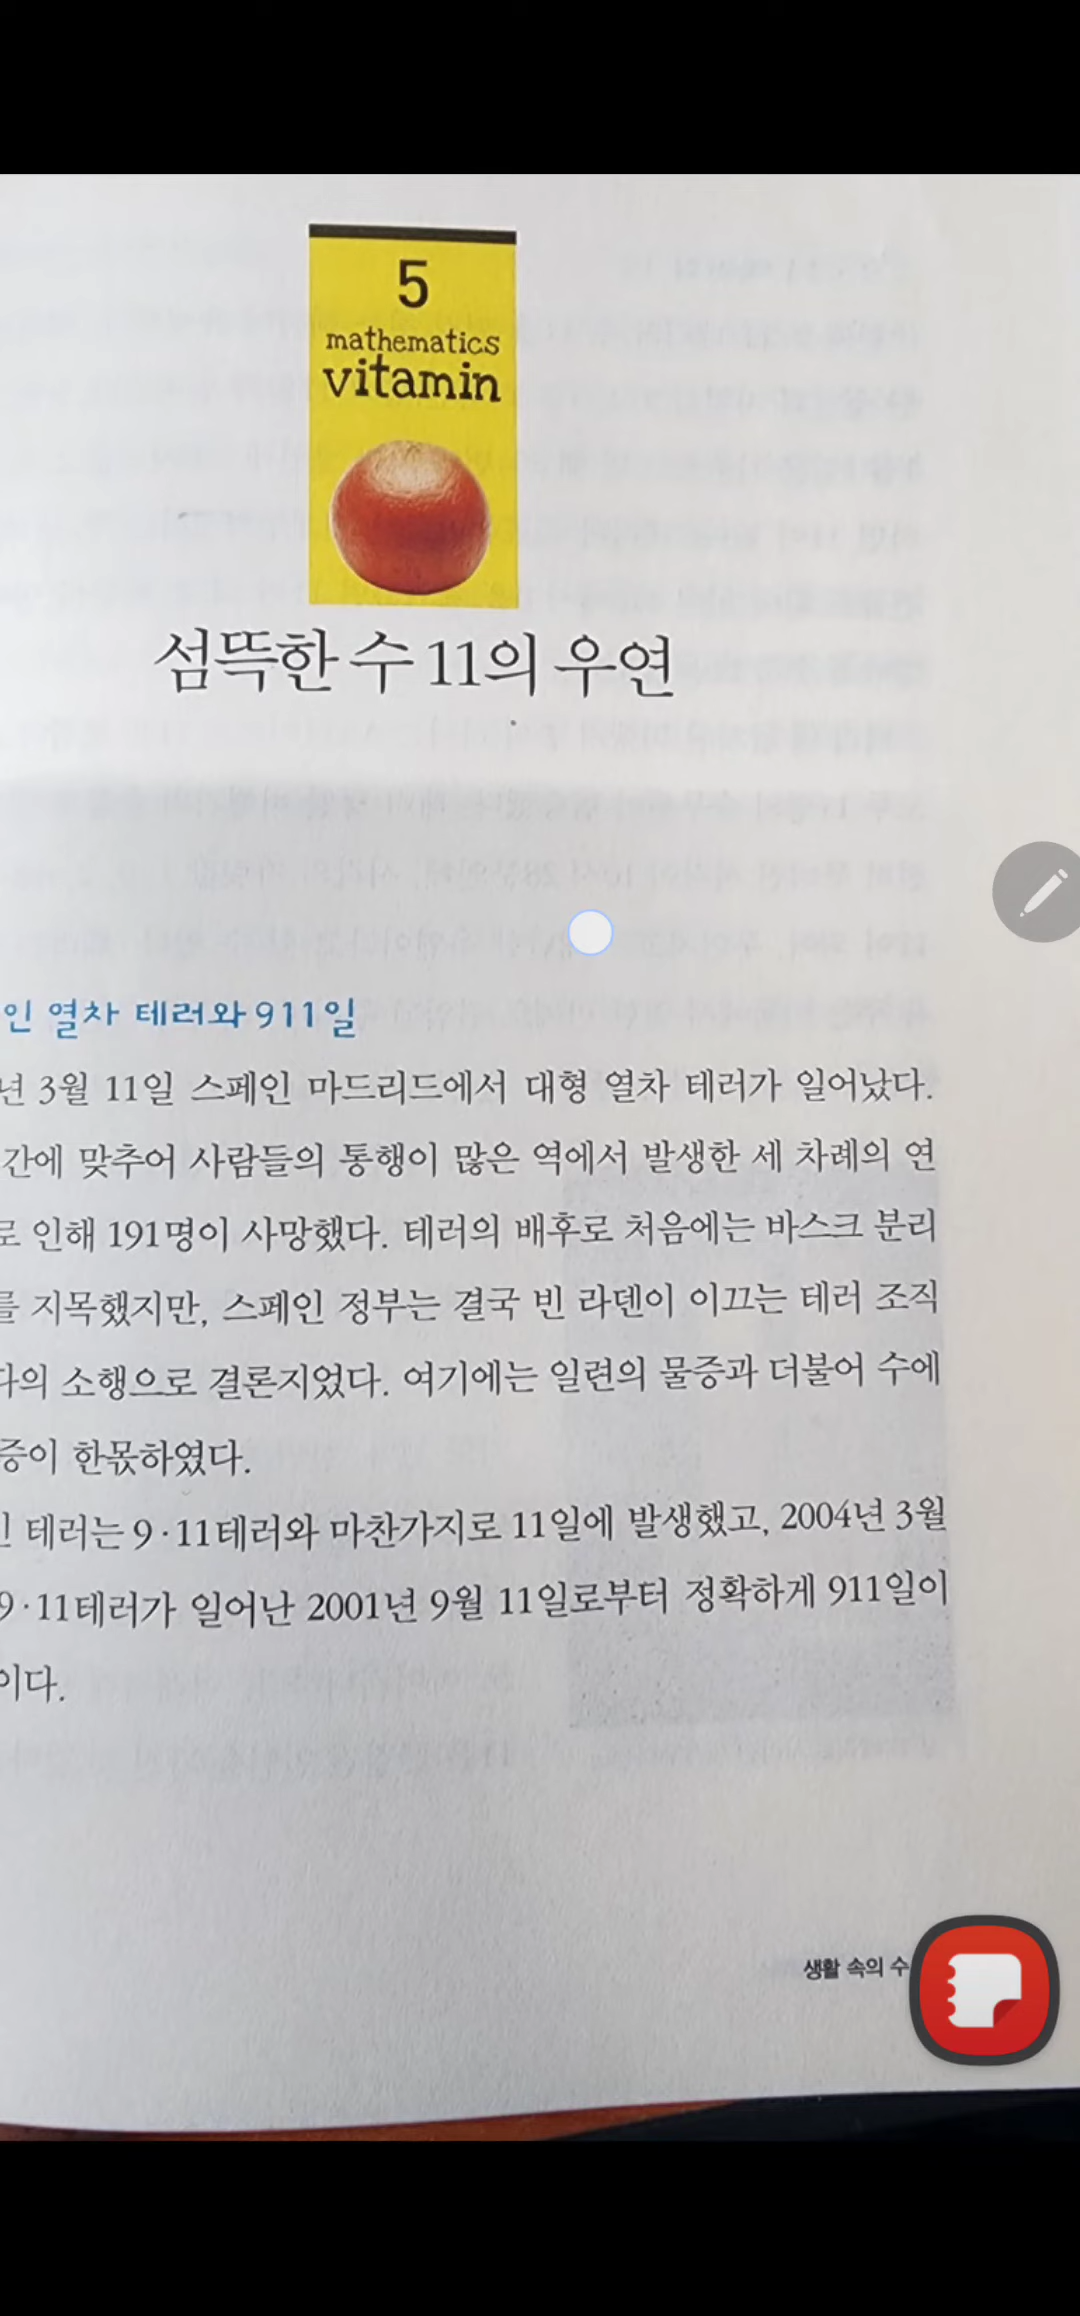 5
mathematics
vitamin
섬뜩한 수 11의 우연
인 열차 테러와 911일
년 3월 11일 스페인 마드리드에서 대형 열차 테러가 일어났다.
간에 맞추어 사람들의 통행이 많은 역에서 발생한 세 차례의 연
로 인해 191명이 사망했다. 테러의 배후로 처음에는 바스크 분리
를 지목했지만, 스페인 정부는 결국 빈 라덴이 이끄는 테러 조직
다의 소행으로 결론지었다. 여기에는 일련의 물증과 더불어 수에
증이 한몫하였다.
테러는 9·11테러와 마찬가지로 11일에 발생했고, 2004년 3월
9·11테러가 일어난 2001년 9월 11일로부터 정확하게 911일이
이다.
생활 속의 수